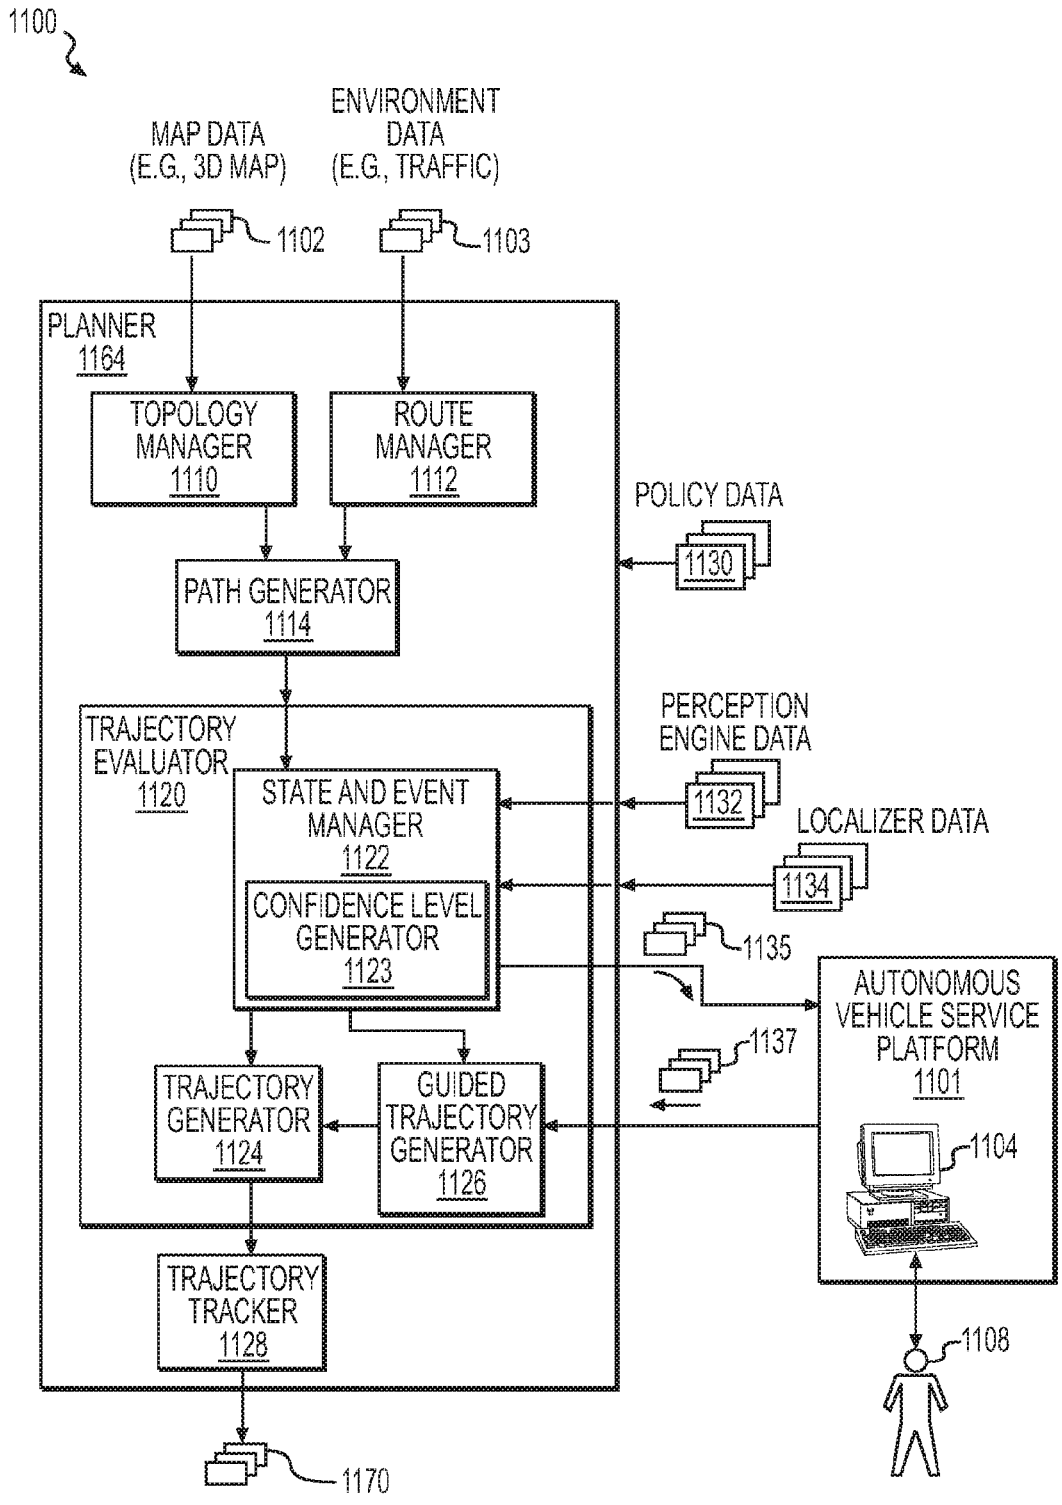 1100
MAP DATA
(E.G., 3D MAP)
ENVIRONMENT
DATA
(E.G., TRAFFIC)
1102
1103
PLANNER
1164
TOPOLOGY
MANAGER
1110
ROUTE
MANAGER
1112
POLICY DATA
1130
PATH GENERATOR
1114
TRAJECTORY
EVALUATOR
1120
PERCEPTION
ENGINE DATA
1132
STATE AND EVENT
MANAGER
1122
LOCALIZER DATA
1134
CONFIDENCE LEVEL
GENERATOR
1123
1135
AUTONOMOUS
VEHICLE SERVICE
PLATFORM
1101
1137
TRAJECTORY
GENERATOR
1124
GUIDED
TRAJECTORY
GENERATOR
1126
1104
TRAJECTORY
TRACKER
1128
1108
1170